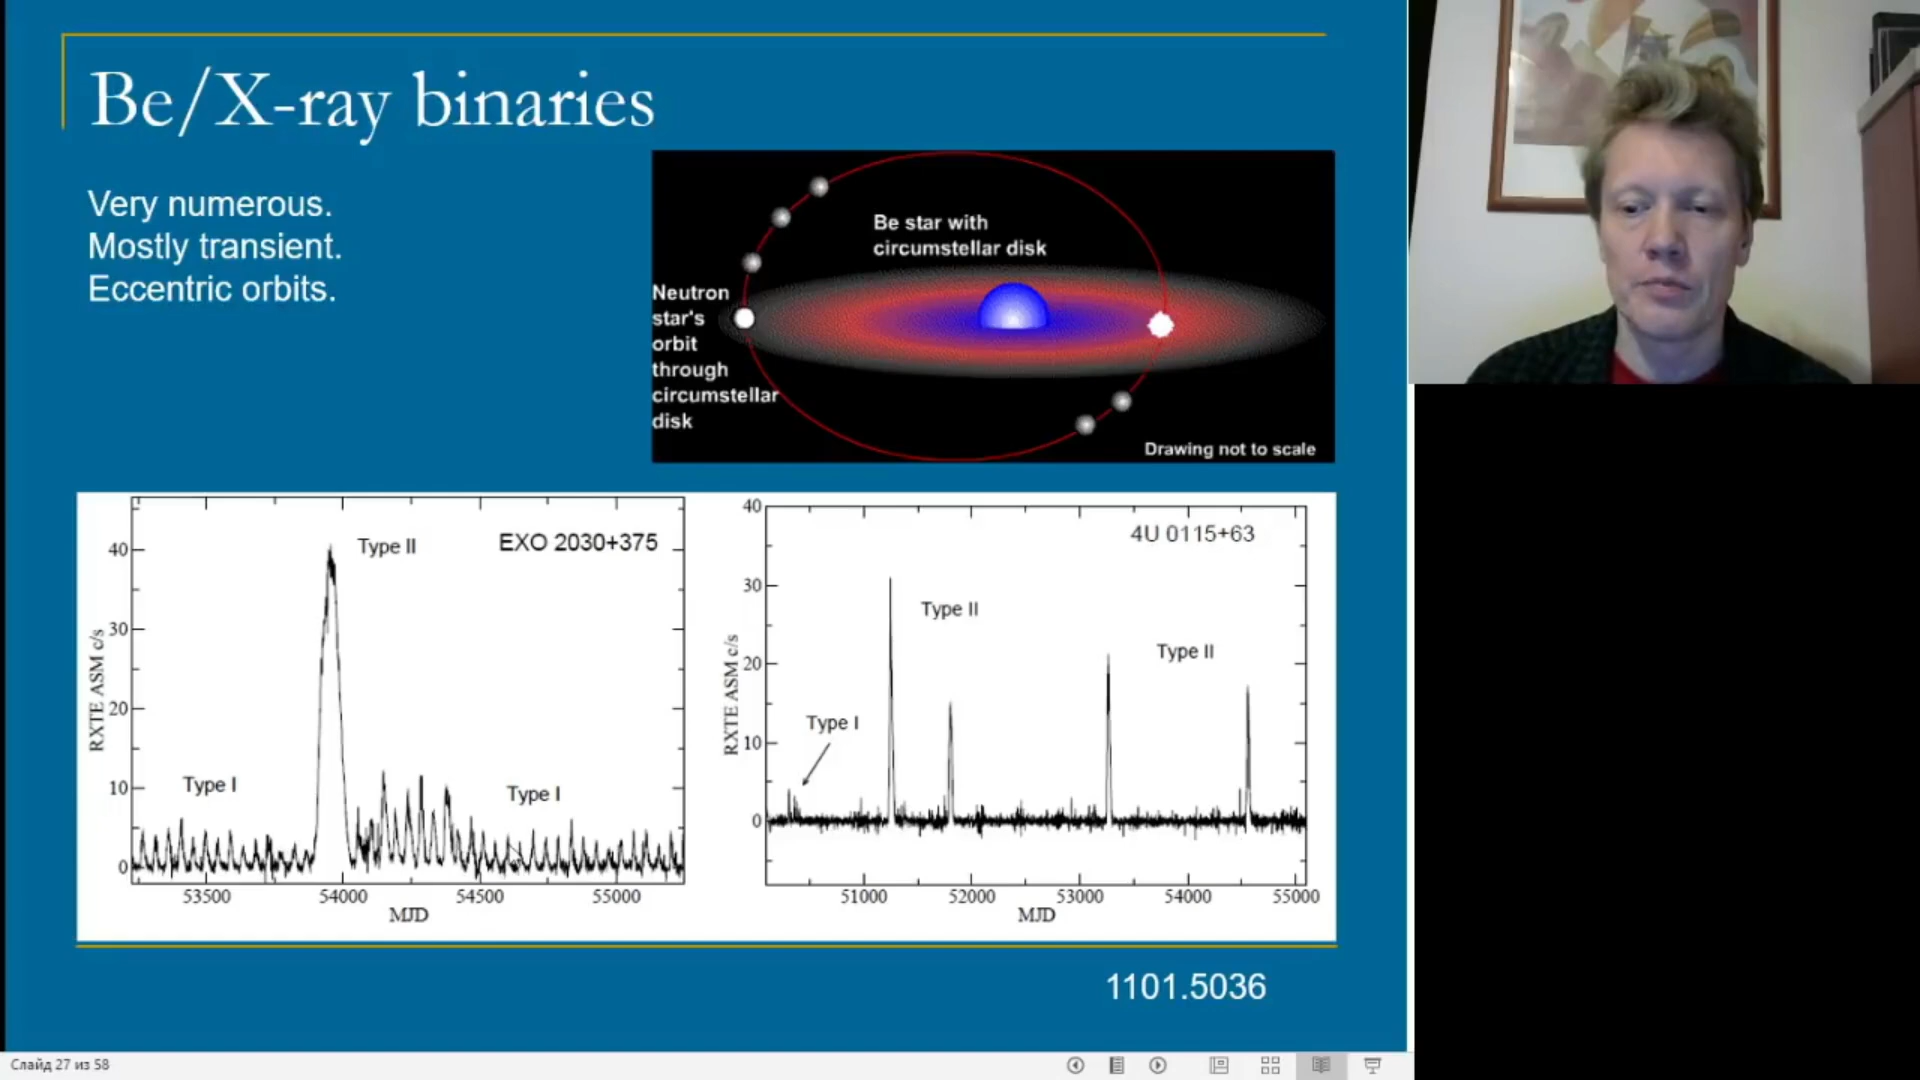 Be/X-ray binaries
Very numerous.
Mostly transient.
Eccentric orbits.
Be star with
circumstellar disk
Neutron
star's
orbit
through
circumstellar
disk
Drawing not to scale
Type II
EXO 2030+375
RXTE ASM c/s
40
30
20
10
0
Type I
Type I
53500
54000
54500
55000
MJD
4U 0115+63
RXTE ASM c/s
40
30
20
10
0
Type II
Type II
Type I
51000
52000
53000
54000
55000
MJD
1101.5036
Слайд 27 из 58